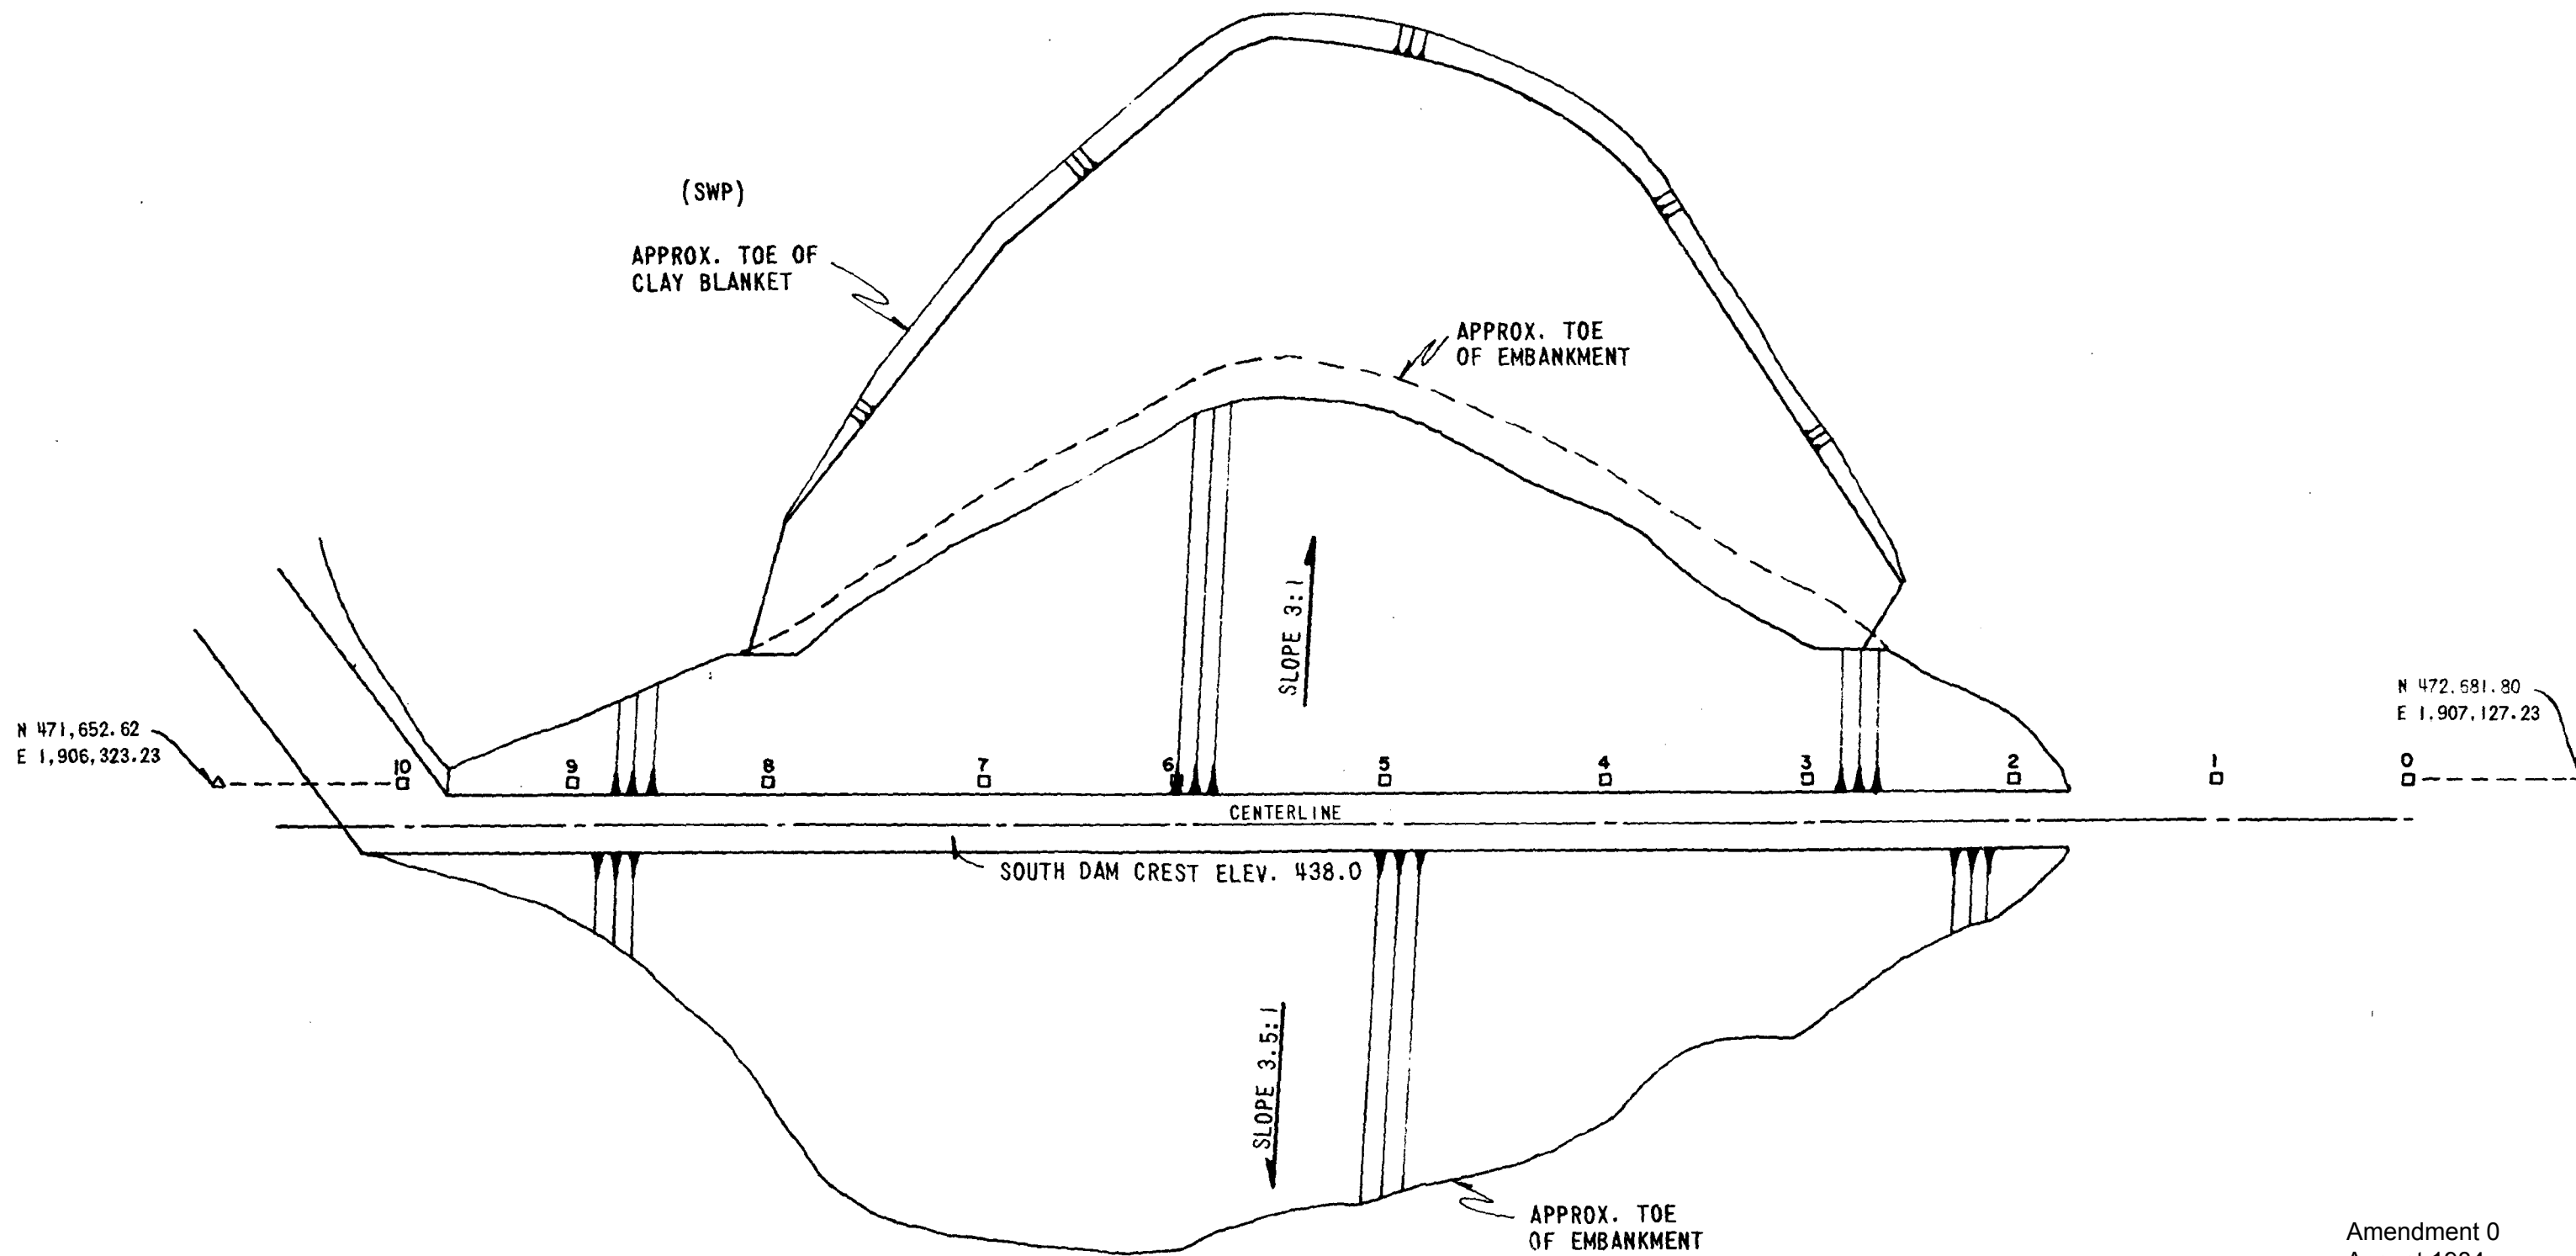 (SWP)
APPROX. TOE OF
CLAY BLANKET
APPROX. TOE
OF EMBANKMENT
SLOPE 3:1
N 471,652.62
E 1,906,323.23
N 472.681.80
E 1,907,127.23
10 9 8 7 6 5 4 3 2 1 0
CENTERLINE
SOUTH DAM CREST ELEV. 438.0
SLOPE 3.5:1
APPROX. TOE
OF EMBANKMENT
Amendment 0